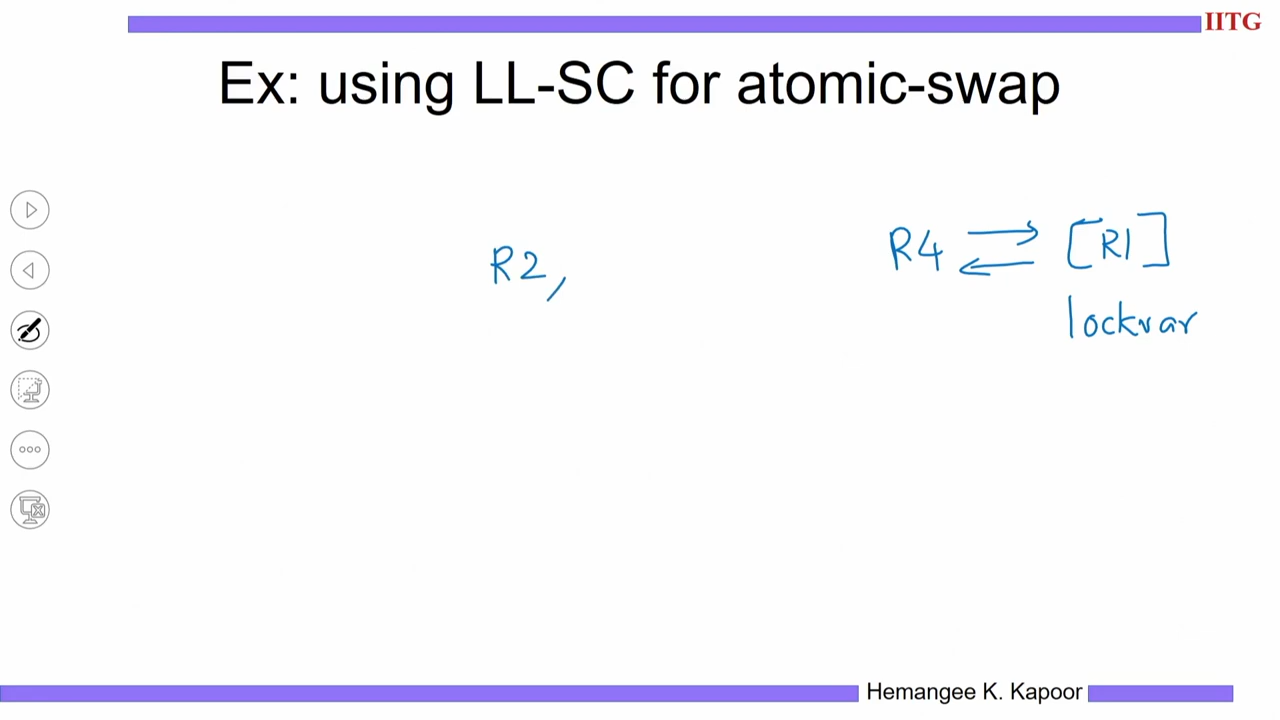 IITG
Ex: using LL-SC for atomic-swap
R4 ⇄ [R1]
R2,
lockvar
Hemangee K. Kapoor